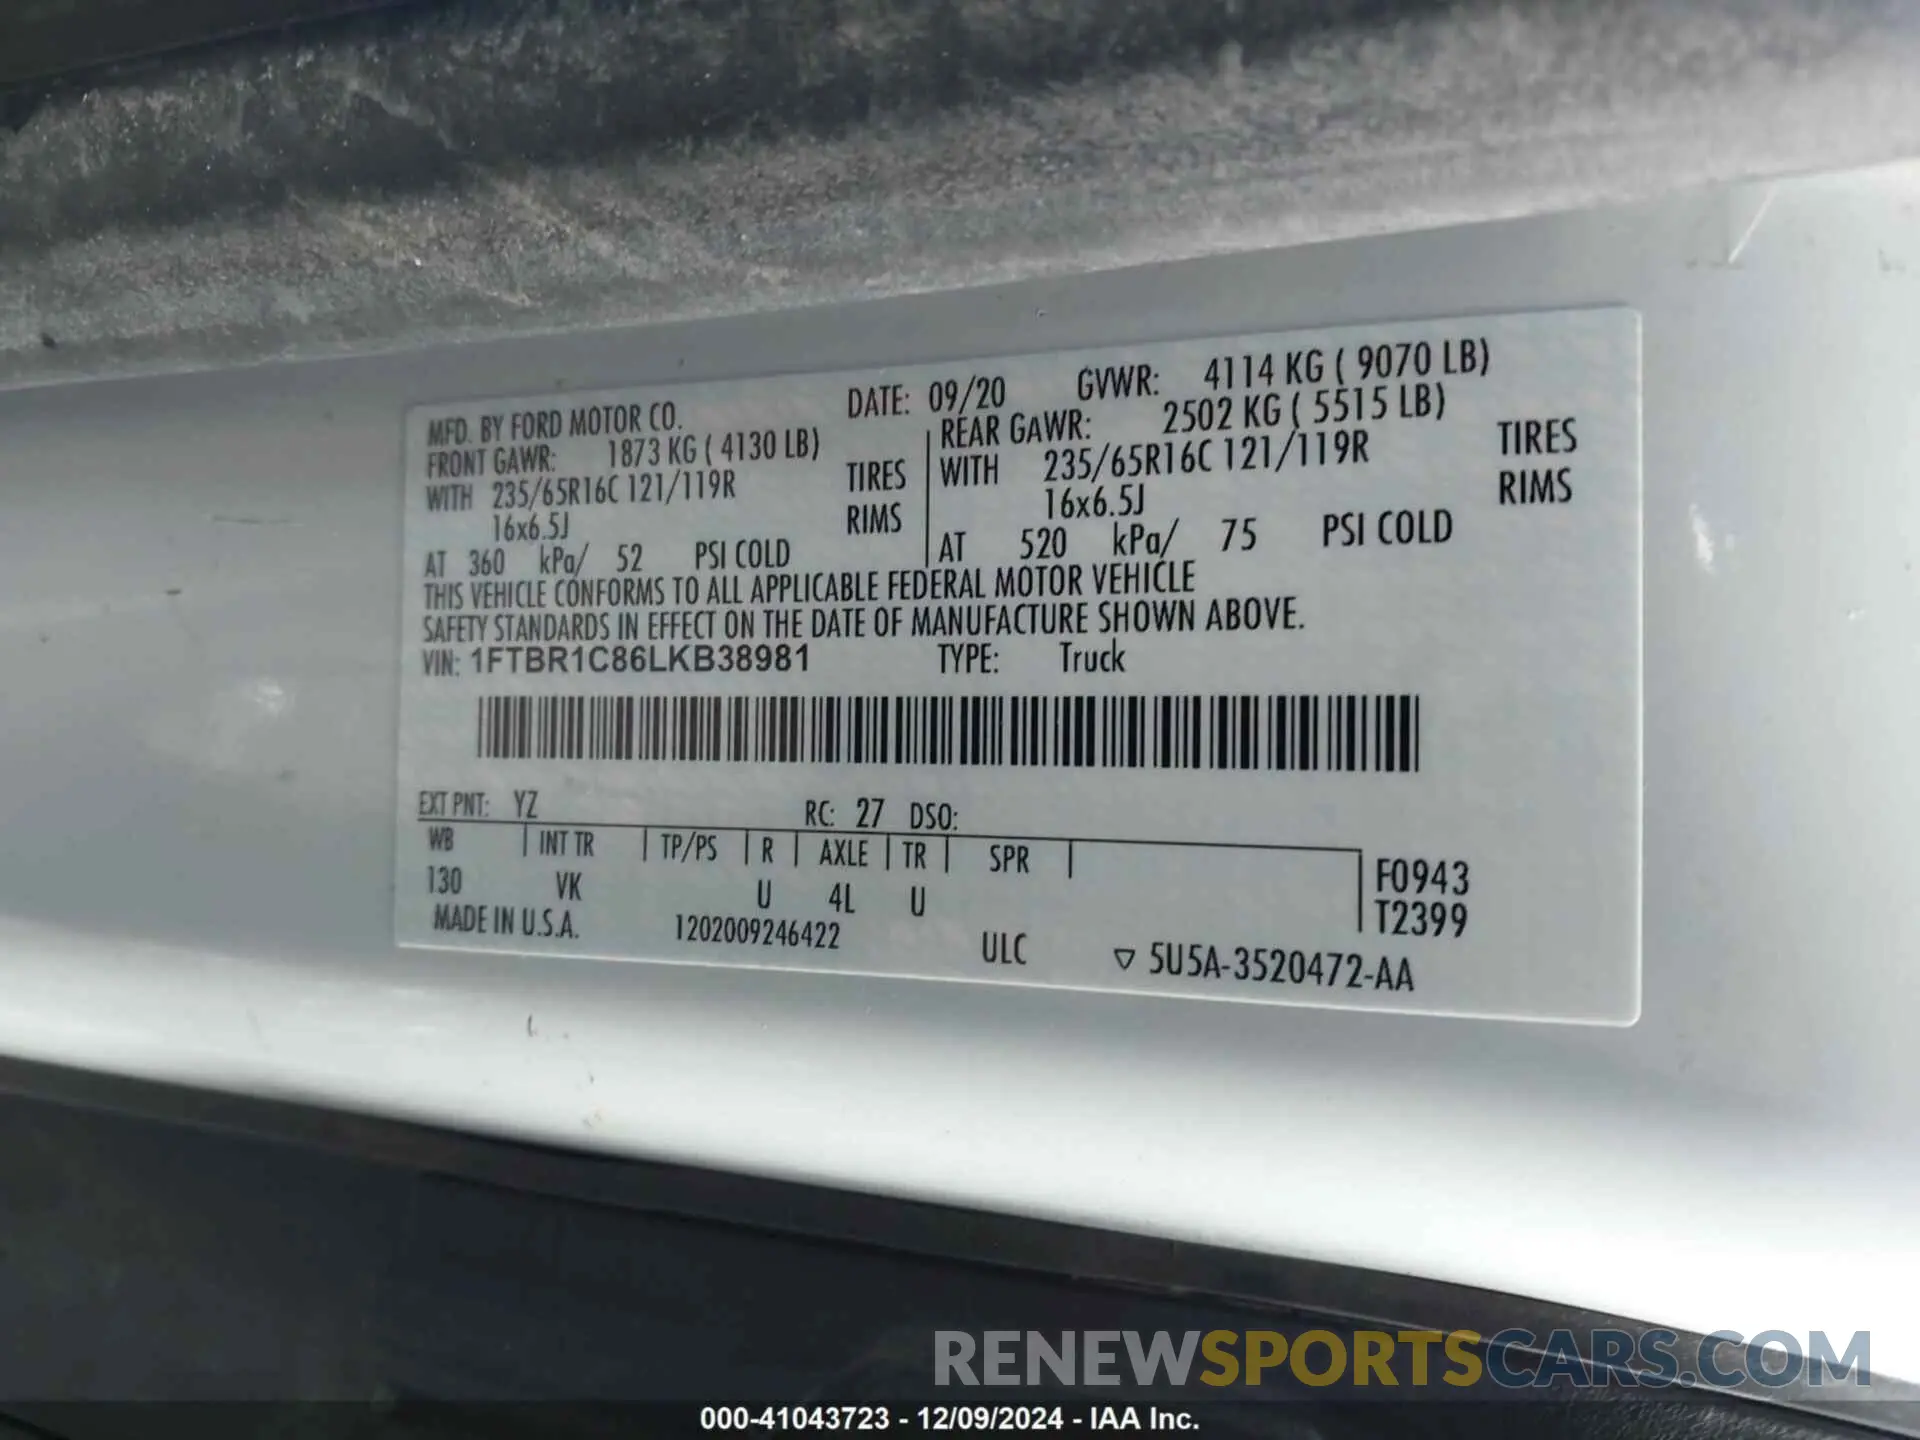 MFD. BY FORD MOTOR CO. DATE: 09/20 GVWR: 4114 KG ( 9070 LB)
FRONT GAWR: 1873 KG ( 4130 LB) REAR GAWR: 2502 KG ( 5515 LB)
WITH 235/65R16C 121/119R TIRES WITH 235/65R16C 121/119R TIRES
16x6.5J RIMS 16x6.5J RIMS
AT 360 kPa/ 52 PSI COLD AT 520 kPa/ 75 PSI COLD
THIS VEHICLE CONFORMS TO ALL APPLICABLE FEDERAL MOTOR VEHICLE
SAFETY STANDARDS IN EFFECT ON THE DATE OF MANUFACTURE SHOWN ABOVE.
VIN: 1FTBR1C86LKB38981 TYPE: Truck
EXT PNT: YZ RC: 27 DSO:
WB INT TR TP/PS R AXLE TR SPR
130 VK U 4L U F0943
T2399
MADE IN U.S.A. 1202009246422 ULC ▽ 5U5A-3520472-AA
RENEWSPORTSCARS.COM
000-41043723 - 12/09/2024 - IAA Inc.